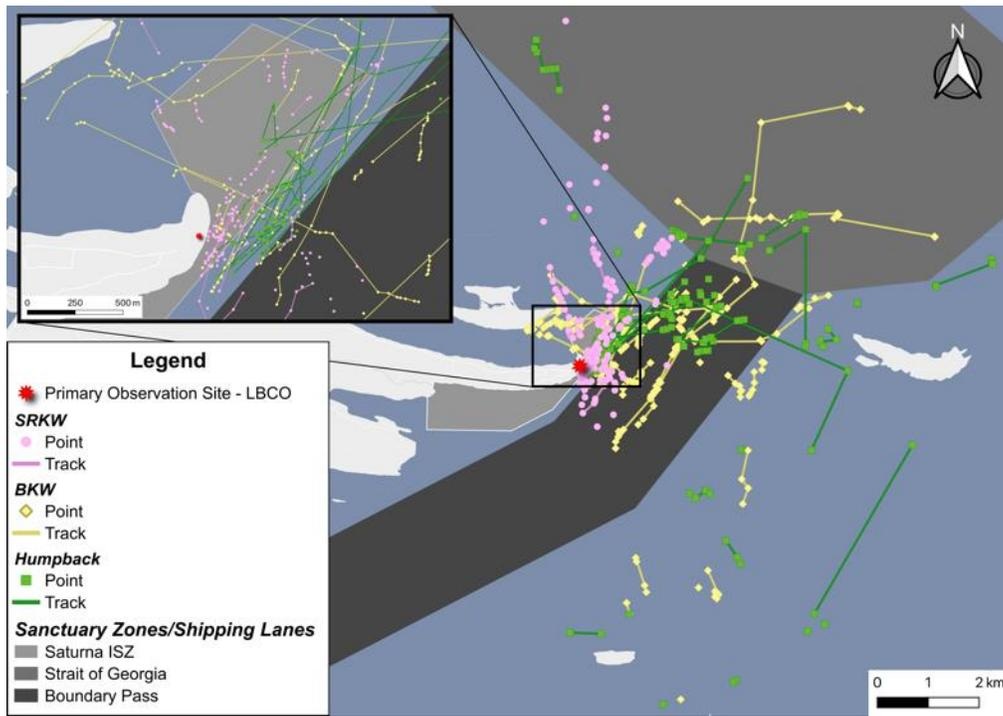 N
0 250 500 m
Legend
Primary Observation Site - LBCO
SRKW
Point
Track
BKW
Point
Track
Humpback
Point
Track
Sanctuary Zones/Shipping Lanes
Saturna ISZ
Strait of Georgia
Boundary Pass
0 1 2 km